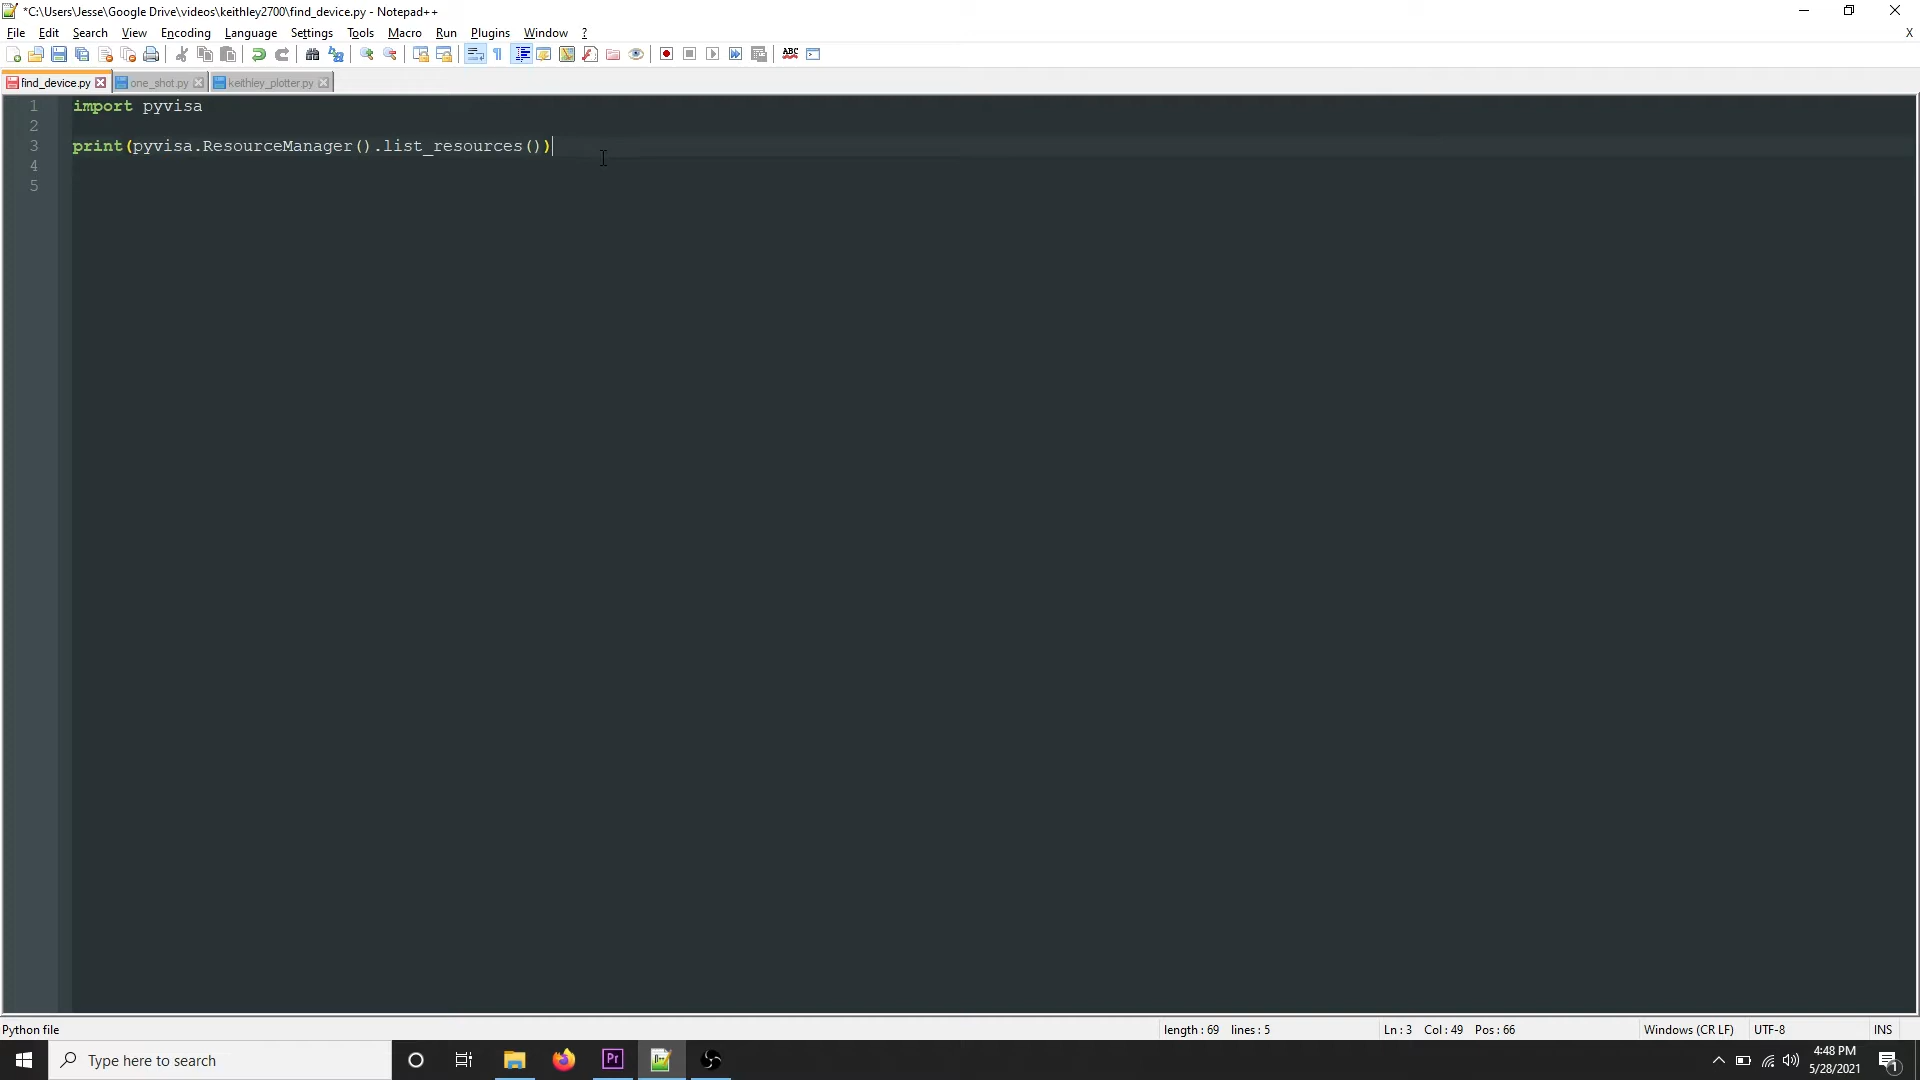 *C:\Users\Jesse\Google Drive\videos\keithley2700\find_device.py - Notepad++
File Edit Search View Encoding Language Settings Tools Macro Run Plugins Window ? X
find_device.py one_shot.py keithley_plotter.py
1 import pyvisa
2
3 print(pyvisa.ResourceManager().list_resources())
4
5
Python file length : 69 lines : 5 Ln : 3 Col : 49 Pos : 66 Windows (CR LF) UTF-8 INS
Type here to search
4:48 PM
5/28/2021